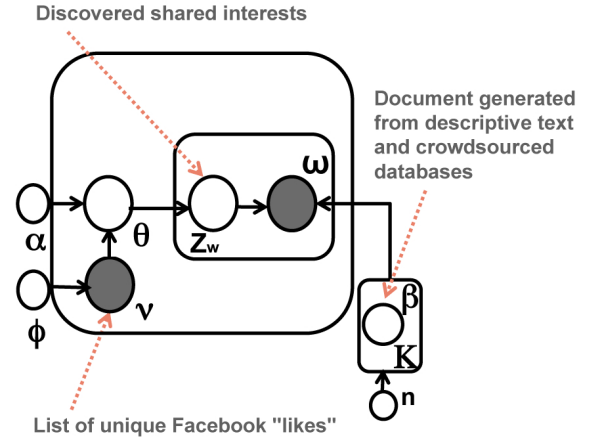 Discovered shared interests
Document generated
from descriptive text
and crowdsourced
databases
ω
α
θ
Zw
β
ϕ
ν
K
n
List of unique Facebook "likes"